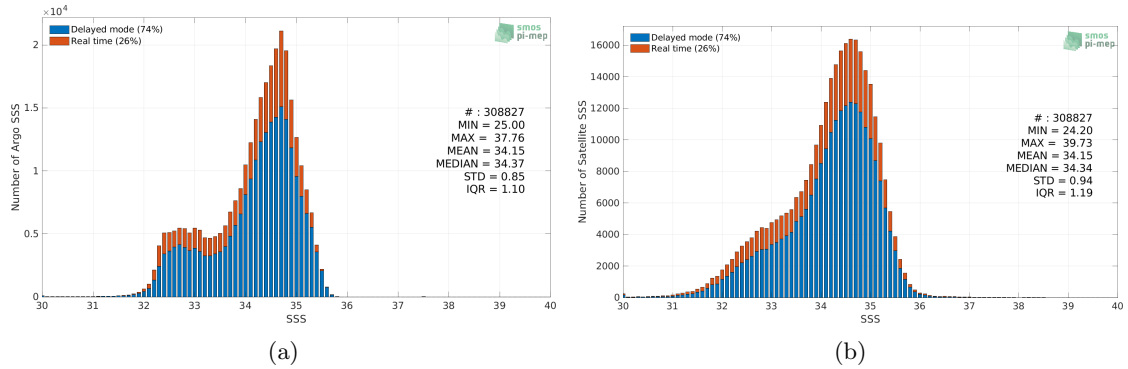 ×10⁴
Delayed mode (74%)
Real time (26%)
smos
pi-mep
2
1.5
1
0.5
0
Number of Argo SSS
# : 308827
MIN = 25.00
MAX = 37.76
MEAN = 34.15
MEDIAN = 34.37
STD = 0.85
IQR = 1.10
30 31 32 33 34 35 36 37 38 39 40
SSS
(a)
Delayed mode (74%)
Real time (26%)
smos
pi-mep
16000
14000
12000
10000
8000
6000
4000
2000
0
Number of Satellite SSS
# : 308827
MIN = 24.20
MAX = 39.73
MEAN = 34.15
MEDIAN = 34.34
STD = 0.94
IQR = 1.19
30 31 32 33 34 35 36 37 38 39 40
SSS
(b)